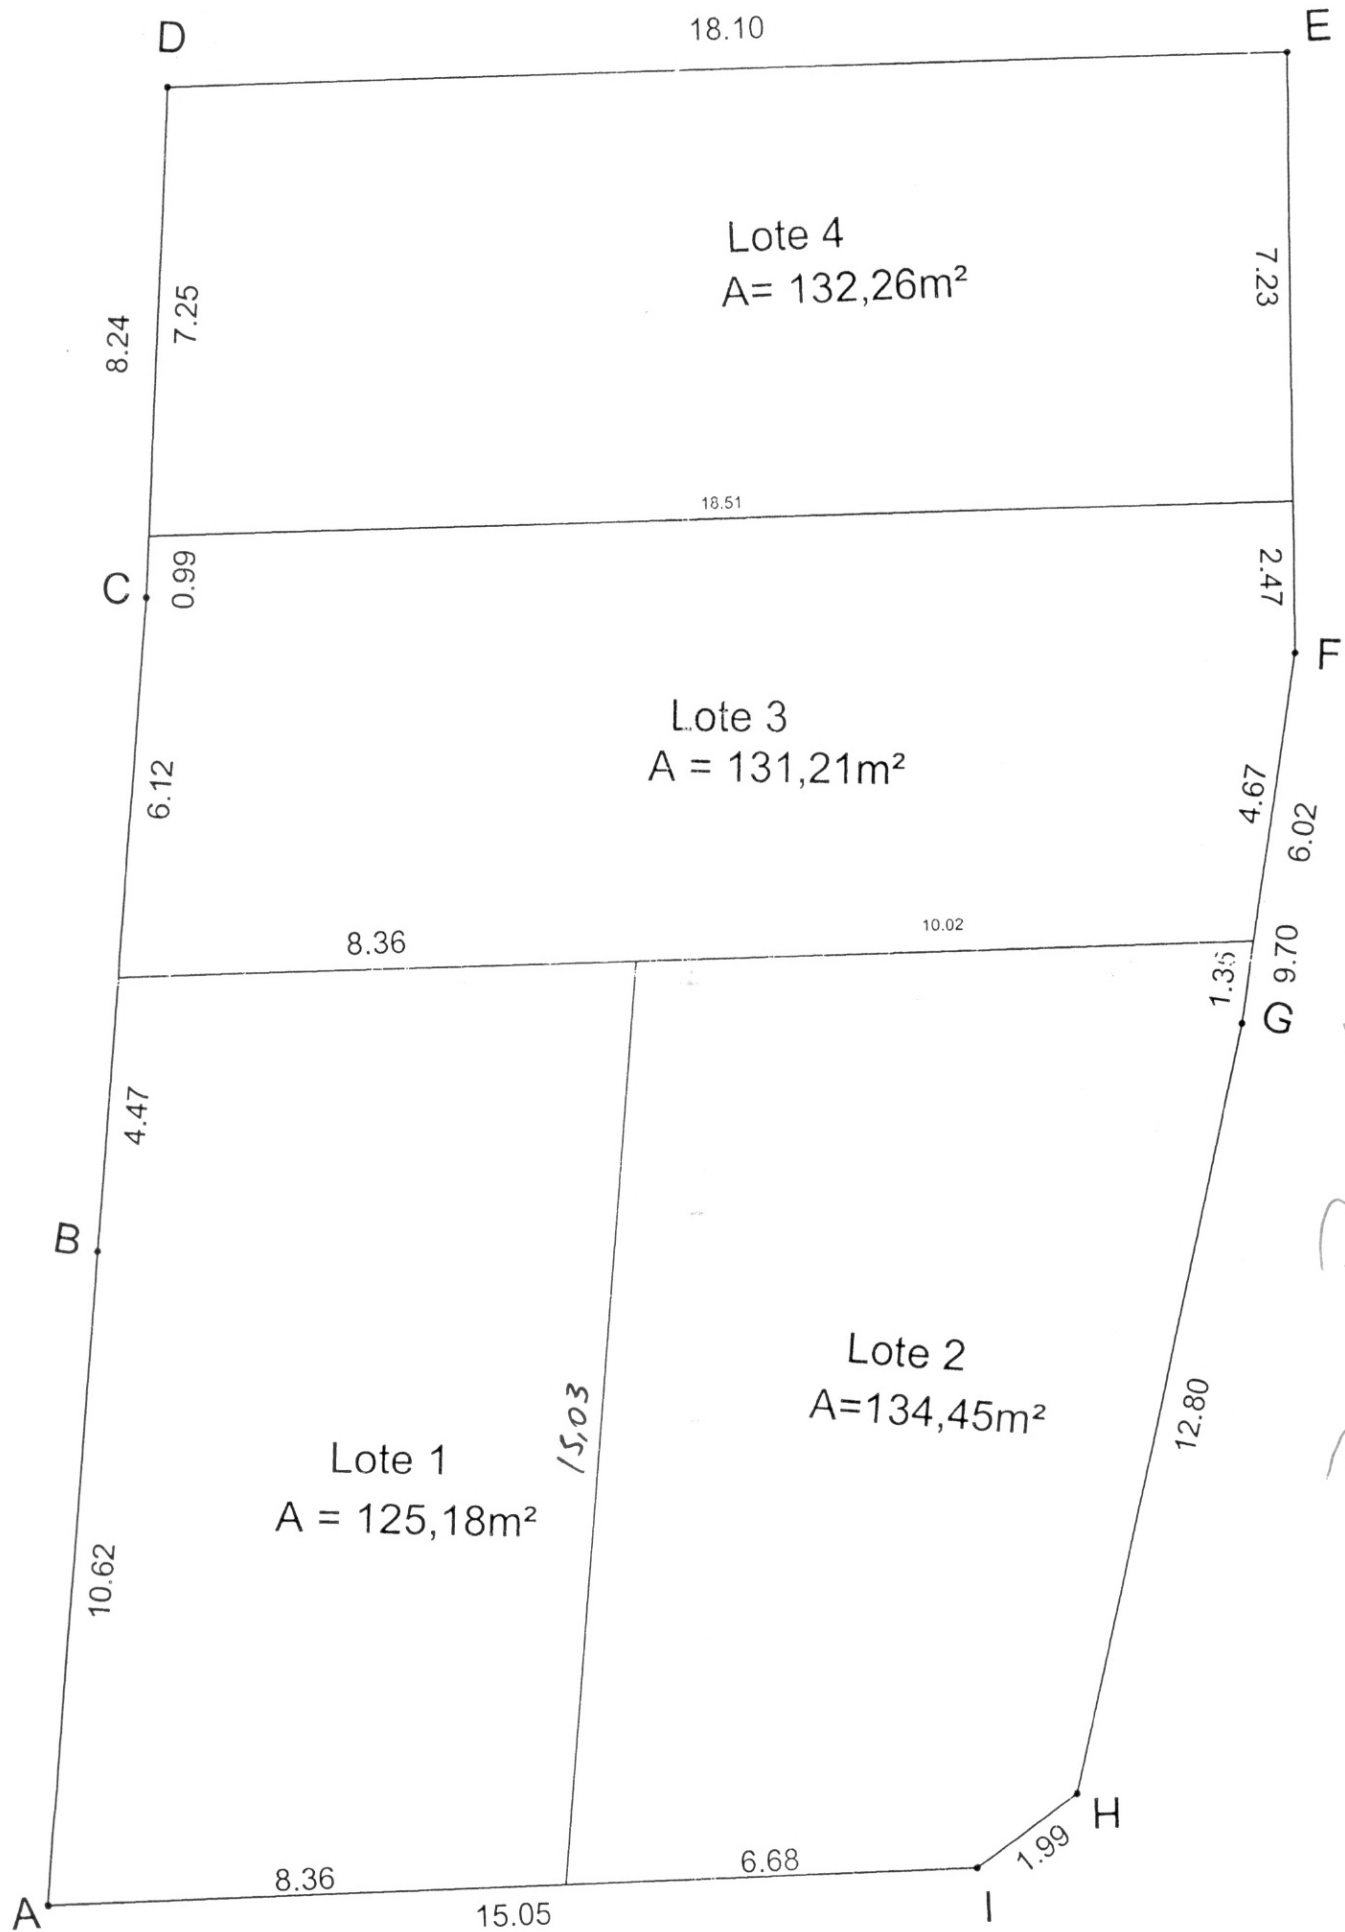 D
18.10
E
Lote 4
A= 132,26m²
7.23
8.24
7.25
18.51
C
0.99
2.47
F
Lote 3
A = 131,21m²
6.12
4.67
6.02
8.36
10.02
9.70
1.35
G
4.47
B
Lote 2
A=134,45m²
15,03
12.80
Lote 1
A = 125,18m²
10.62
H
1.99
6.68
8.36
A
15.05
I